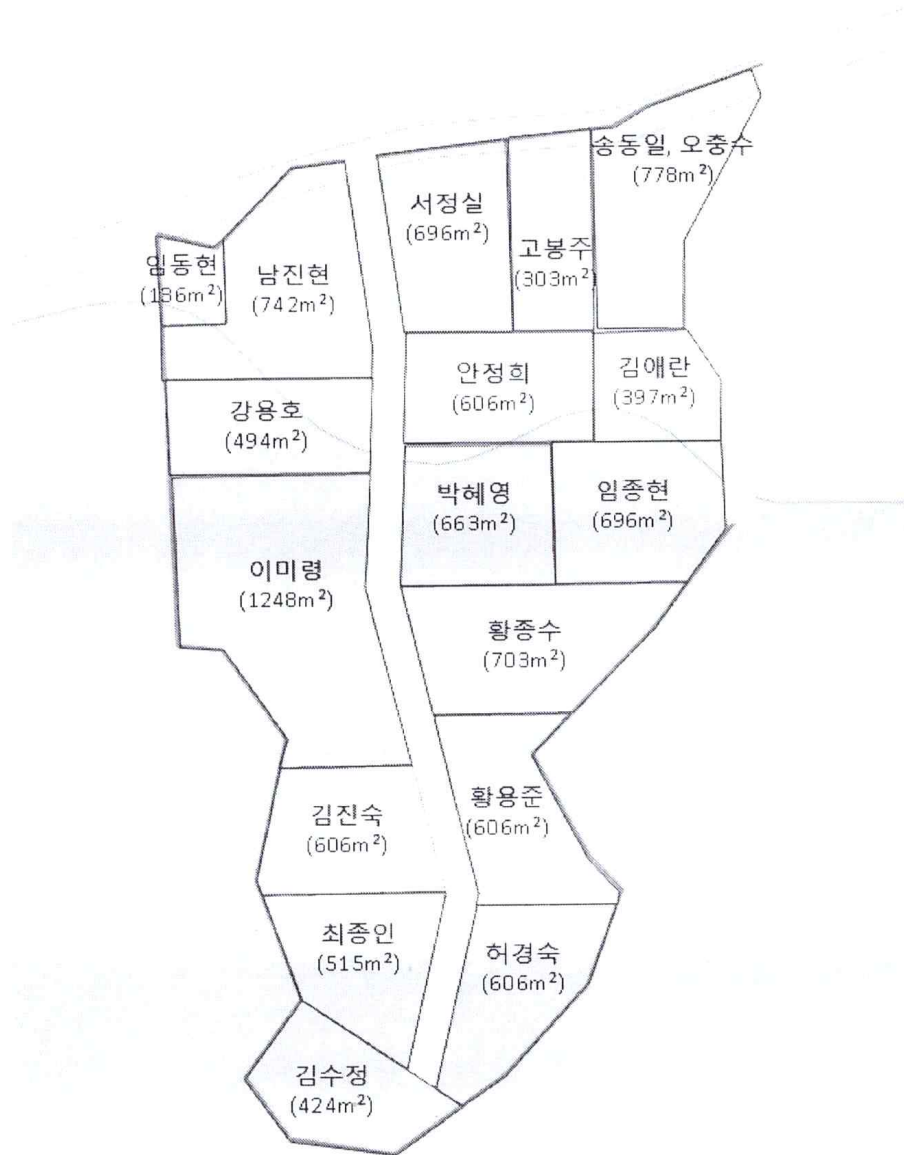 송동일, 오충수
(778m²)
서정실
(696m²)
고봉주
(303m²)
임동현
(186m²)
남진현
(742m²)
안정희
(606m²)
김애란
(397m²)
강용호
(494m²)
박혜영
(663m²)
임종현
(696m²)
이미령
(1248m²)
황종수
(703m²)
김진숙
(606m²)
황용준
(606m²)
최종인
(515m²)
허경숙
(606m²)
김수정
(424m²)